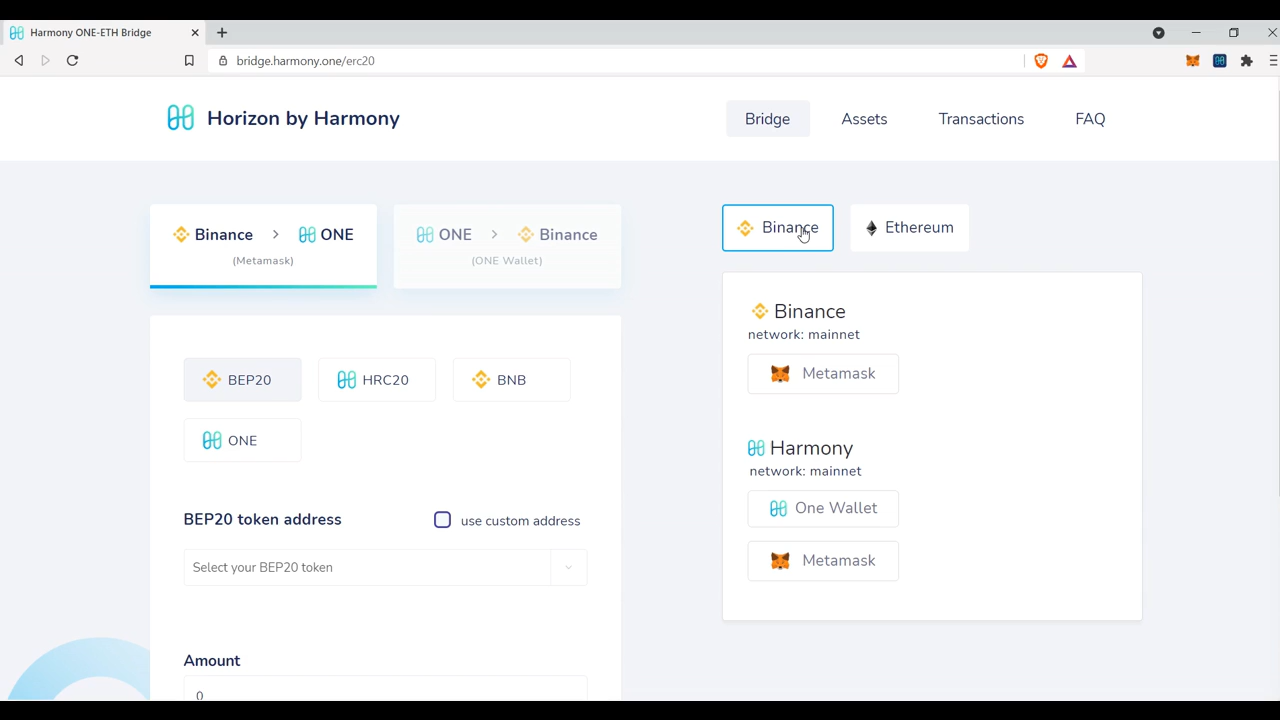 Harmony ONE-ETH Bridge
bridge.harmony.one/erc20
Horizon by Harmony
Bridge
Assets
Transactions
FAQ
Binance > ONE
(Metamask)
ONE > Binance
(ONE Wallet)
Binance
Ethereum
BEP20
HRC20
BNB
ONE
BEP20 token address
use custom address
Select your BEP20 token
Amount
0
Binance
network: mainnet
Metamask
Harmony
network: mainnet
One Wallet
Metamask